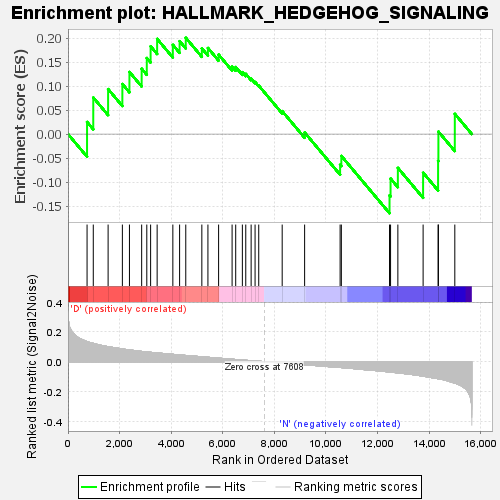 Enrichment plot: HALLMARK_HEDGEHOG_SIGNALING
Enrichment score (ES)
0.20
0.15
0.10
0.05
0.00
-0.05
-0.10
-0.15
Ranked list metric (Signal2Noise)
0.4
0.2
0.0
-0.2
-0.4
'D' (positively correlated)
Zero cross at 7608
'N' (negatively correlated)
0
2,000
4,000
6,000
8,000
10,000
12,000
14,000
16,000
Rank in Ordered Dataset
Enrichment profile
Hits
Ranking metric scores